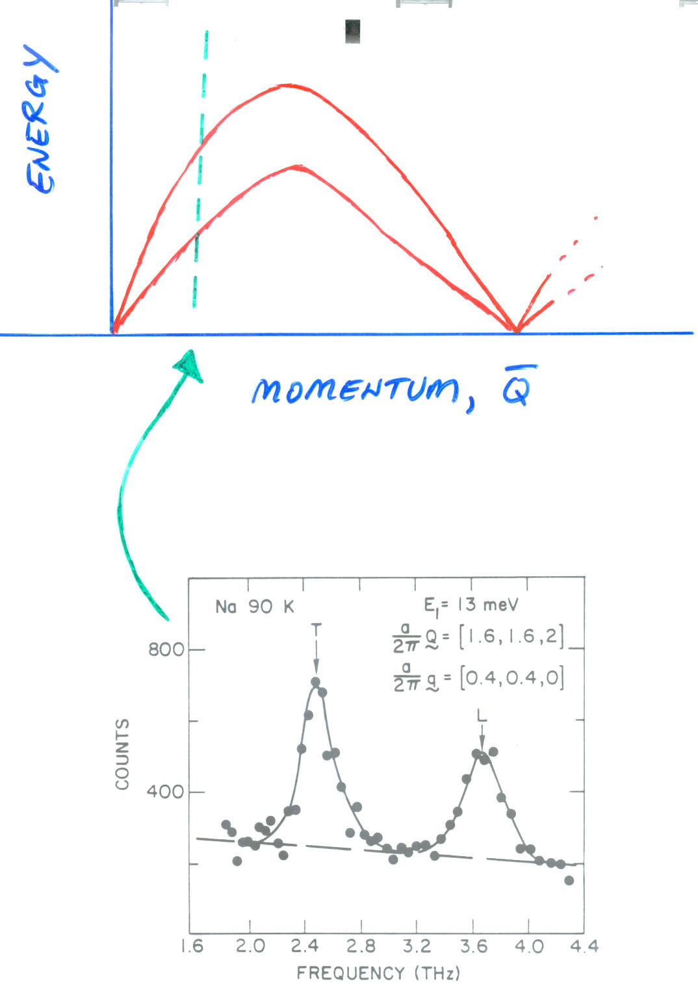 ENERGY
MOMENTUM, Q̅
Na 90 K
E₁= 13 meV
T
a/2π Q̰ = [1.6, 1.6, 2]
800
a/2π q̰ = [0.4, 0.4, 0]
L
COUNTS
400
1.6 2.0 2.4 2.8 3.2 3.6 4.0 4.4
FREQUENCY (THz)